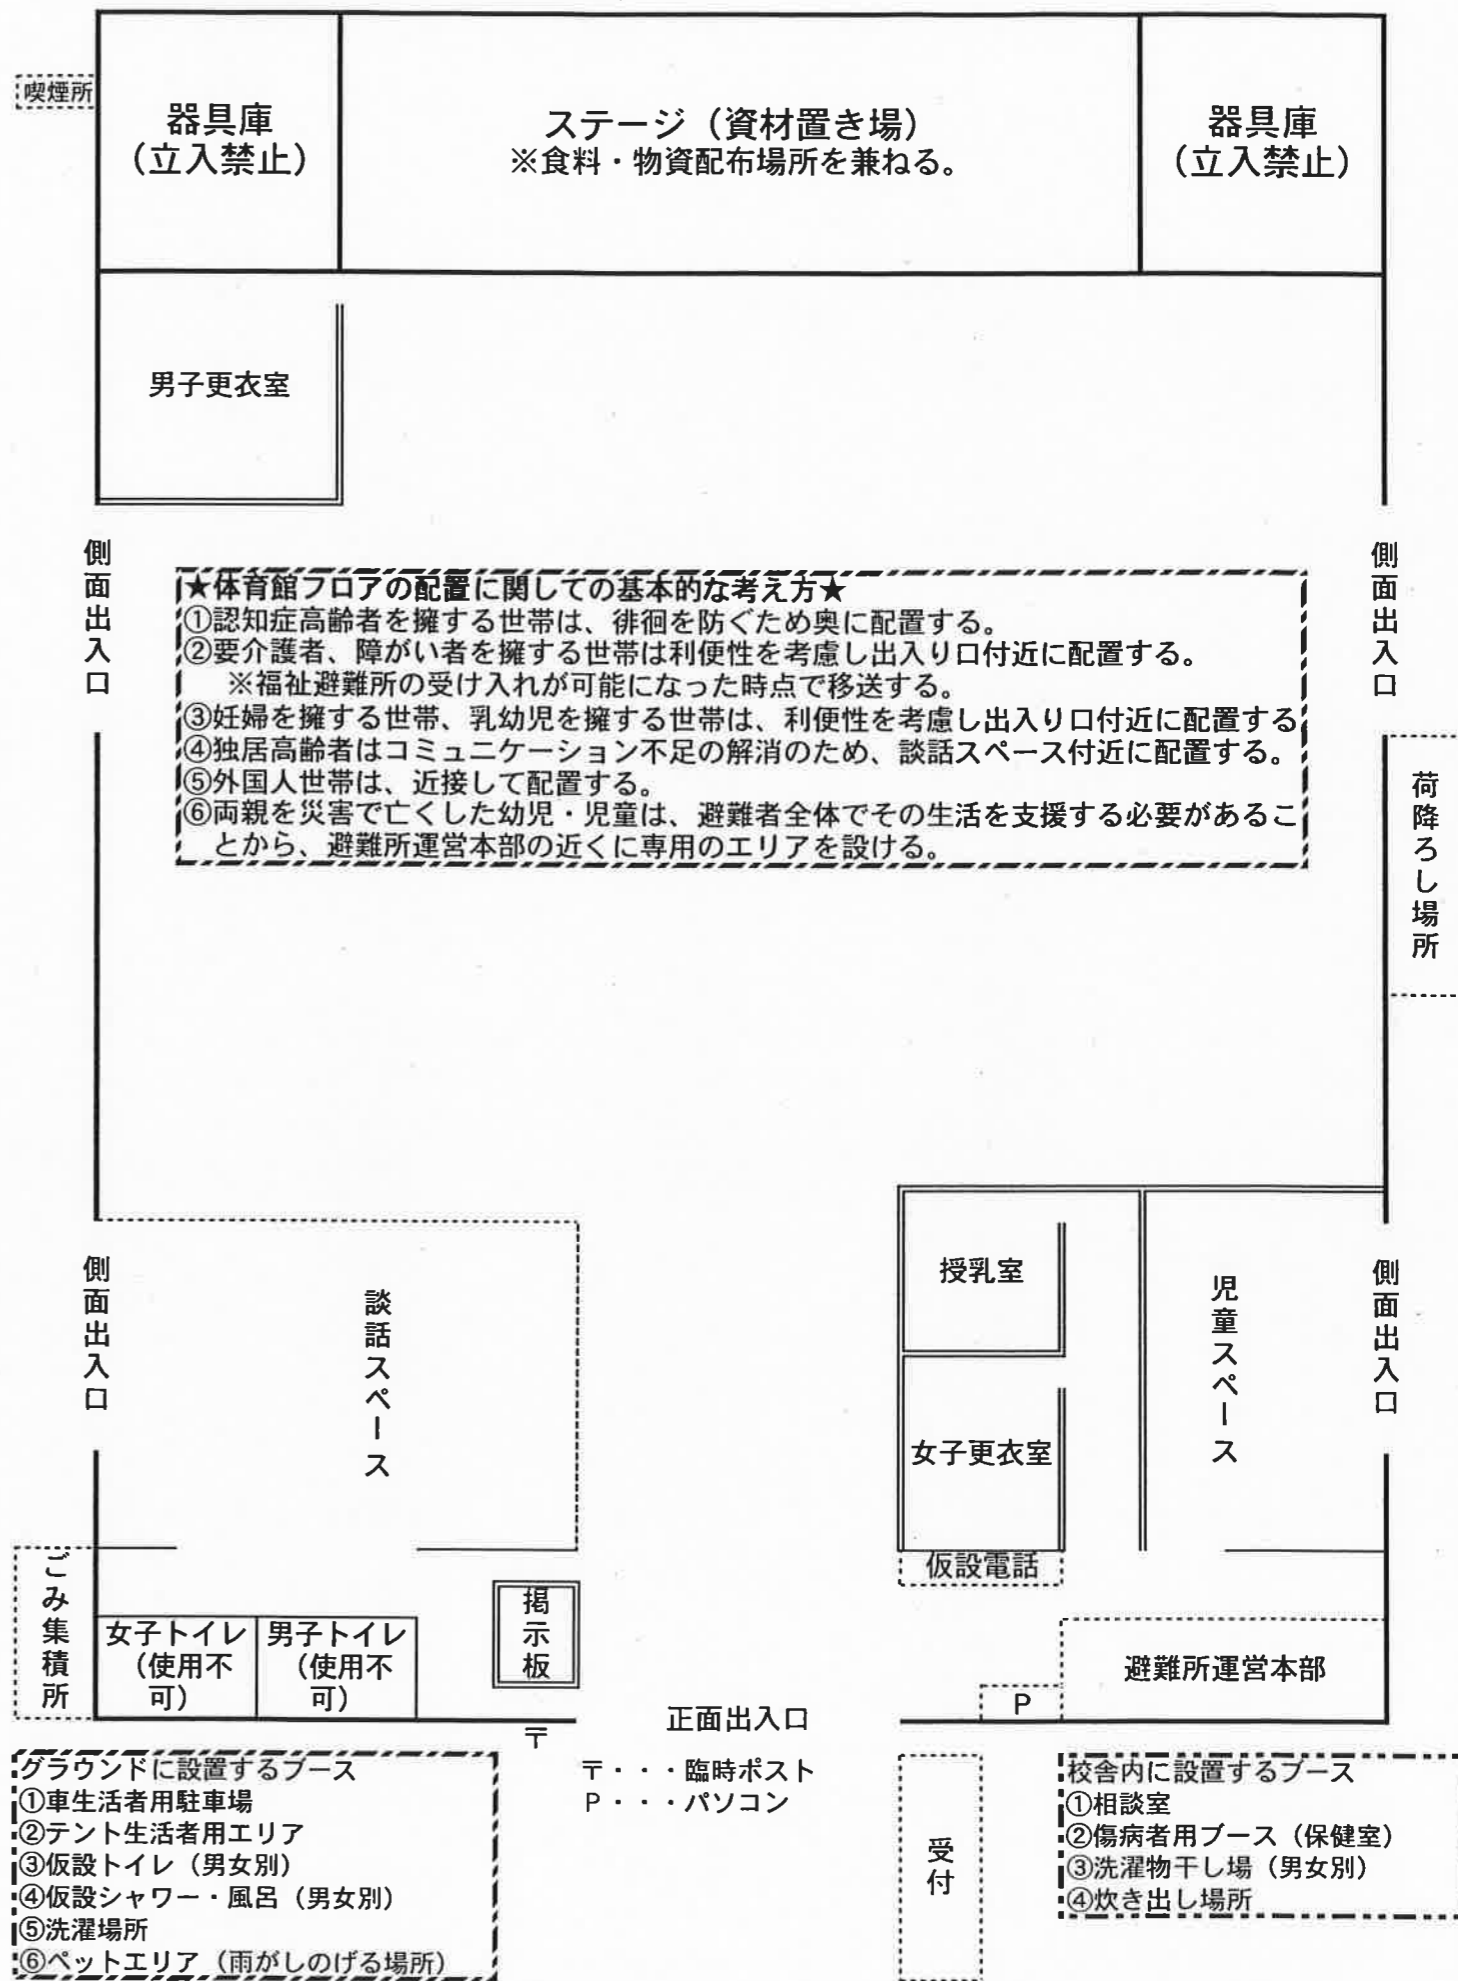 喫煙所
器具庫
(立入禁止)
ステージ(資材置き場)
※食料・物資配布場所を兼ねる。
器具庫
(立入禁止)
男子更衣室
側面出入口
側面出入口
★体育館フロアの配置に関しての基本的な考え方★
①認知症高齢者を擁する世帯は、徘徊を防ぐため奥に配置する。
②要介護者、障がい者を擁する世帯は利便性を考慮し出入り口付近に配置する。
※福祉避難所の受け入れが可能になった時点で移送する。
③妊婦を擁する世帯、乳幼児を擁する世帯は、利便性を考慮し出入り口付近に配置する
④独居高齢者はコミュニケーション不足の解消のため、談話スペース付近に配置する。
⑤外国人世帯は、近接して配置する。
⑥両親を災害で亡くした幼児・児童は、避難者全体でその生活を支援する必要があるこ
とから、避難所運営本部の近くに専用のエリアを設ける。
荷降ろし場所
側面出入口
談話スペース
授乳室
女子更衣室
児童スペース
側面出入口
仮設電話
ごみ集積所
女子トイレ
(使用不
可)
男子トイレ
(使用不
可)
掲示板
避難所運営本部
P
正面出入口
〒
〒・・・臨時ポスト
P・・・パソコン
受付
グラウンドに設置するブース
①車生活者用駐車場
②テント生活者用エリア
③仮設トイレ(男女別)
④仮設シャワー・風呂(男女別)
⑤洗濯場所
⑥ペットエリア(雨がしのげる場所)
校舎内に設置するブース
①相談室
②傷病者用ブース(保健室)
③洗濯物干し場(男女別)
④炊き出し場所